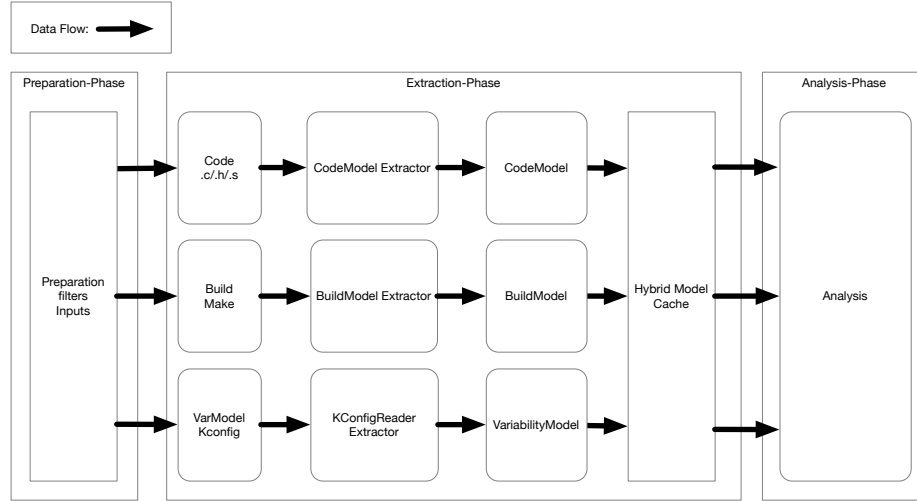 Data Flow:
Preparation-Phase
Extraction-Phase
Analysis-Phase
Preparation
filters
Inputs
Code
.c/.h/.s
CodeModel Extractor
CodeModel
Build
Make
BuildModel Extractor
BuildModel
VarModel
Kconfig
KConfigReader
Extractor
VariabilityModel
Hybrid Model
Cache
Analysis